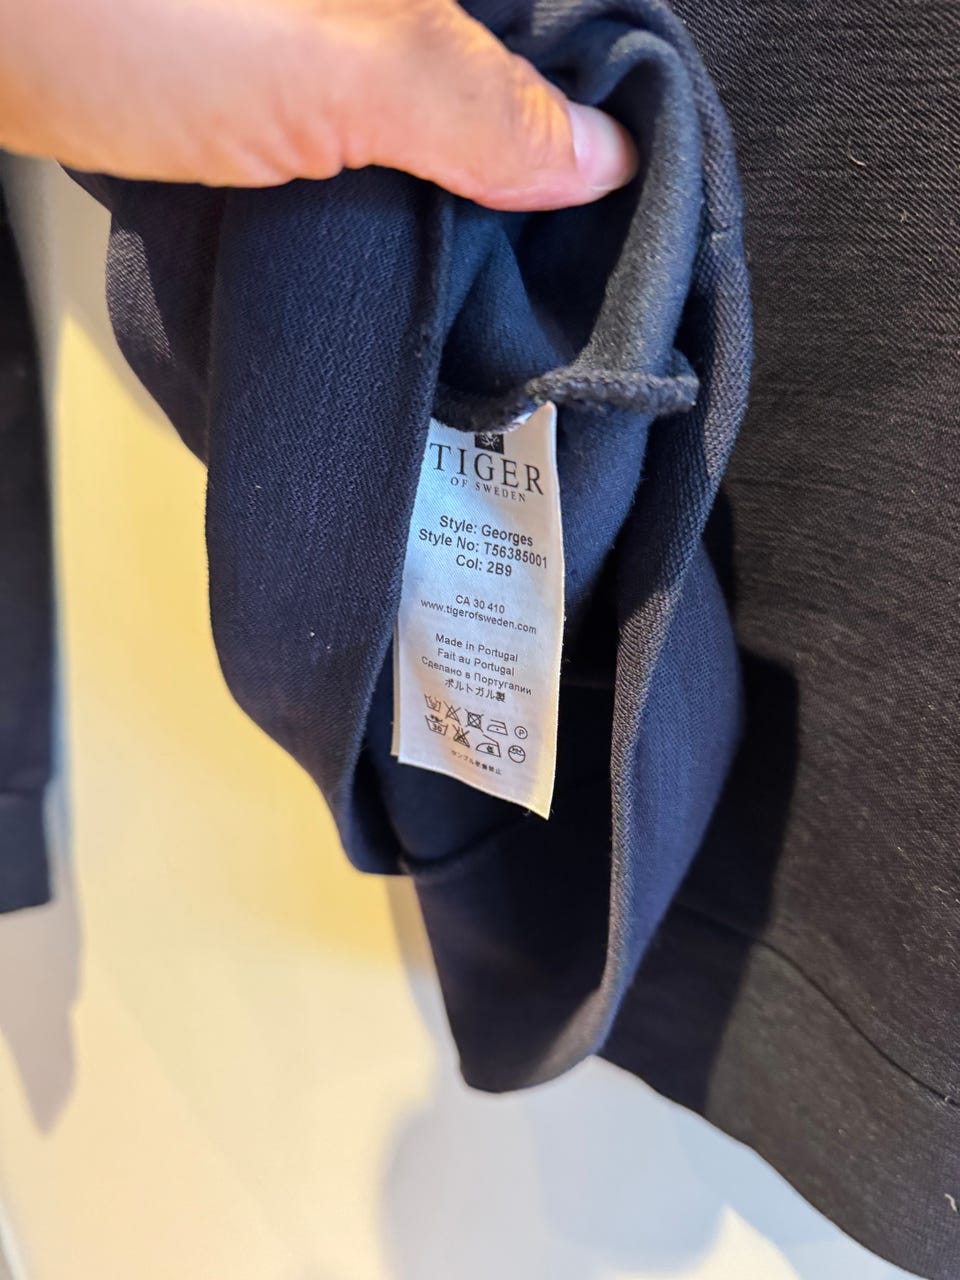 TIGER
OF SWEDEN
Style: Georges
Style No: T56385001
Col: 2B9
CA 30 410
www.tigerofsweden.com
Made in Portugal
Fait au Portugal
Сделано в Португалии
ポルトガル製
P
30